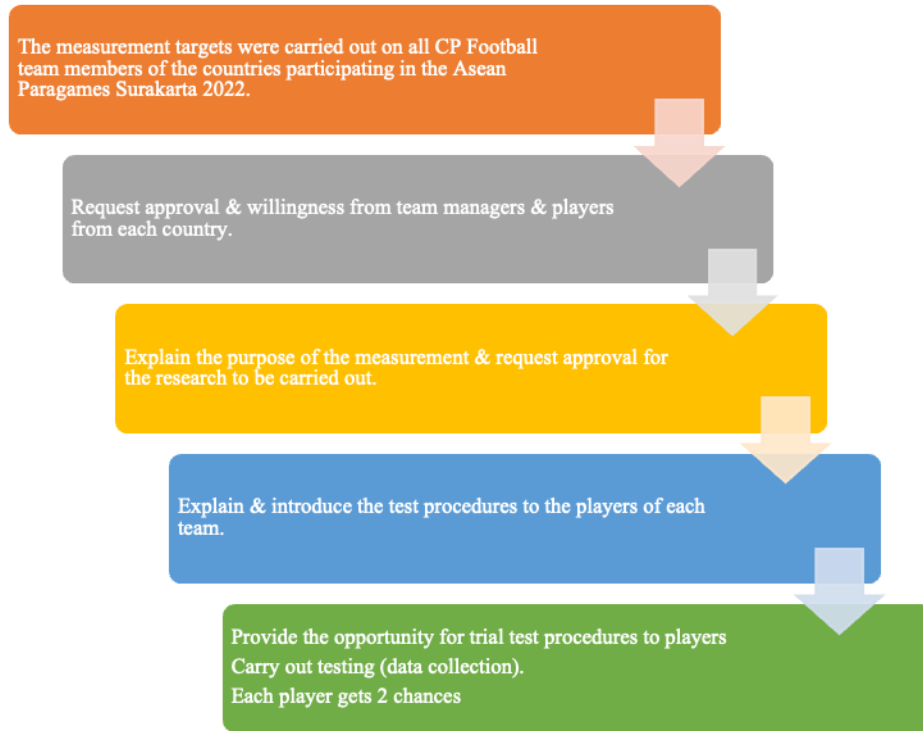 The measurement targets were carried out on all CP Football
team members of the countries participating in the Asean
Paragames Surakarta 2022.
Request approval & willingness from team managers & players
from each country.
Explain the purpose of the measurement & request approval for
the research to be carried out.
Explain & introduce the test procedures to the players of each
team.
Provide the opportunity for trial test procedures to players
Carry out testing (data collection).
Each player gets 2 chances